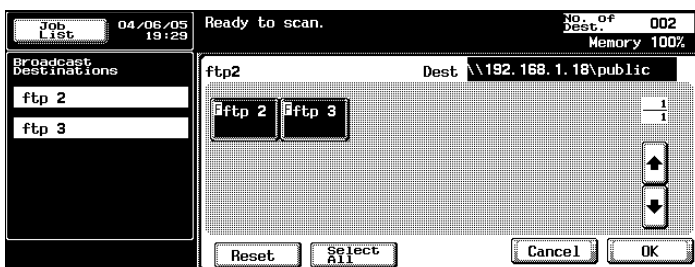 Job List
04/06/05
19:29
Ready to scan.
No. of Dest.
002
Memory 100%
Broadcast
Destinations
ftp 2
ftp 3
ftp2
Dest \\192.168.1.18\public
Fftp 2
Fftp 3
1
1
Reset
Select All
Cancel
OK